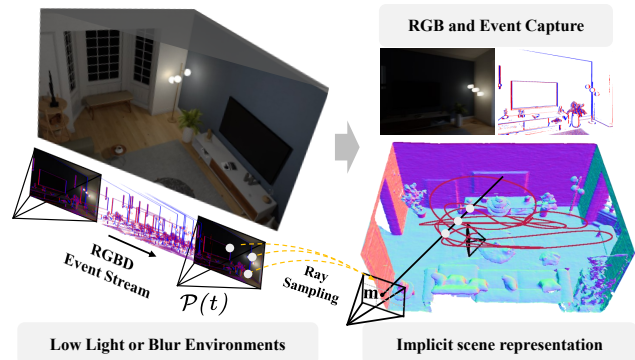 RGB and Event Capture
RGBD
Event Stream
P(t)
Ray
Sampling
m
Low Light or Blur Environments
Implicit scene representation